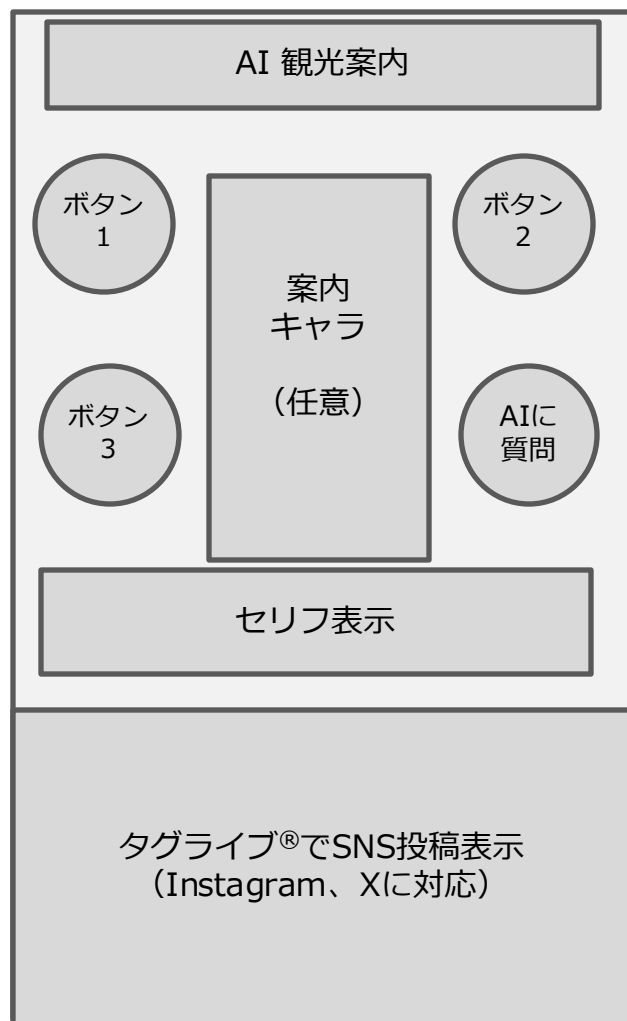 AI 観光案内
ボタン
1
ボタン
2
案内
キャラ
（任意）
ボタン
3
AIに
質問
セリフ表示
タグライブ®でSNS投稿表示
（Instagram、Xに対応）